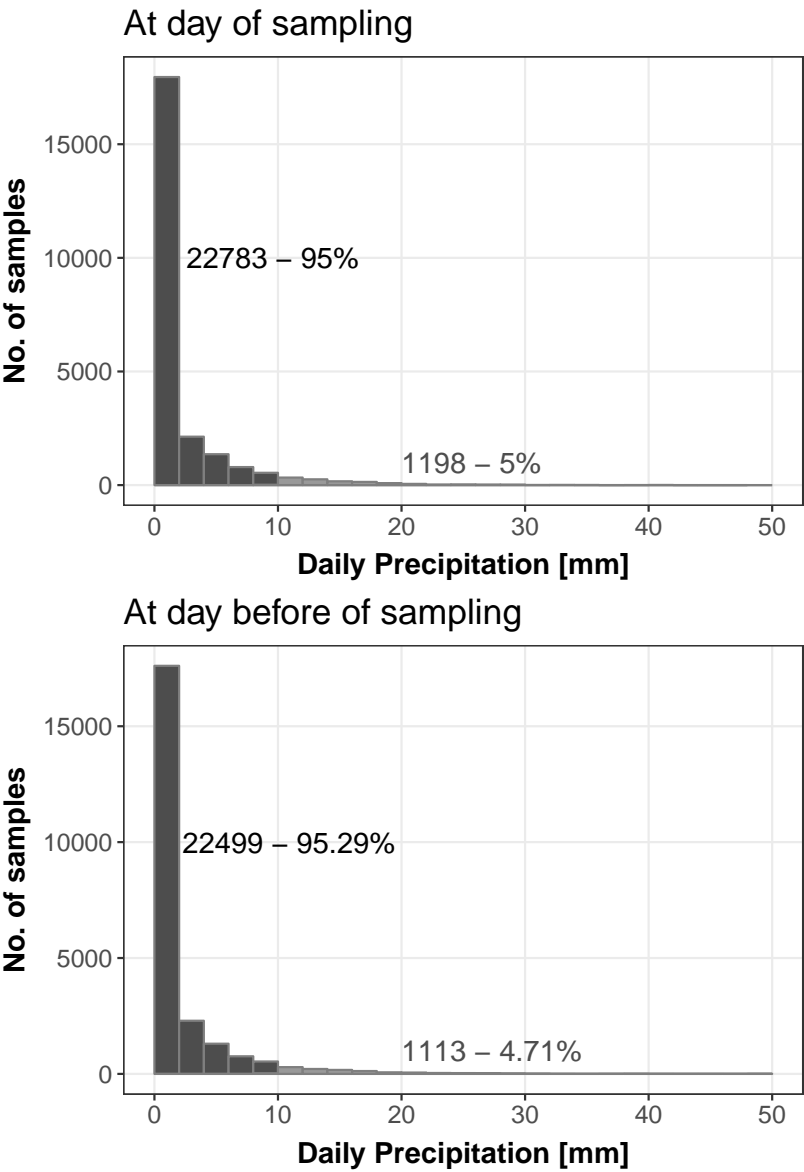 At day of sampling
No. of samples
15000
10000
5000
0
22783 – 95%
1198 – 5%
0 10 20 30 40 50
Daily Precipitation [mm]
At day before of sampling
No. of samples
15000
10000
5000
0
22499 – 95.29%
1113 – 4.71%
0 10 20 30 40 50
Daily Precipitation [mm]